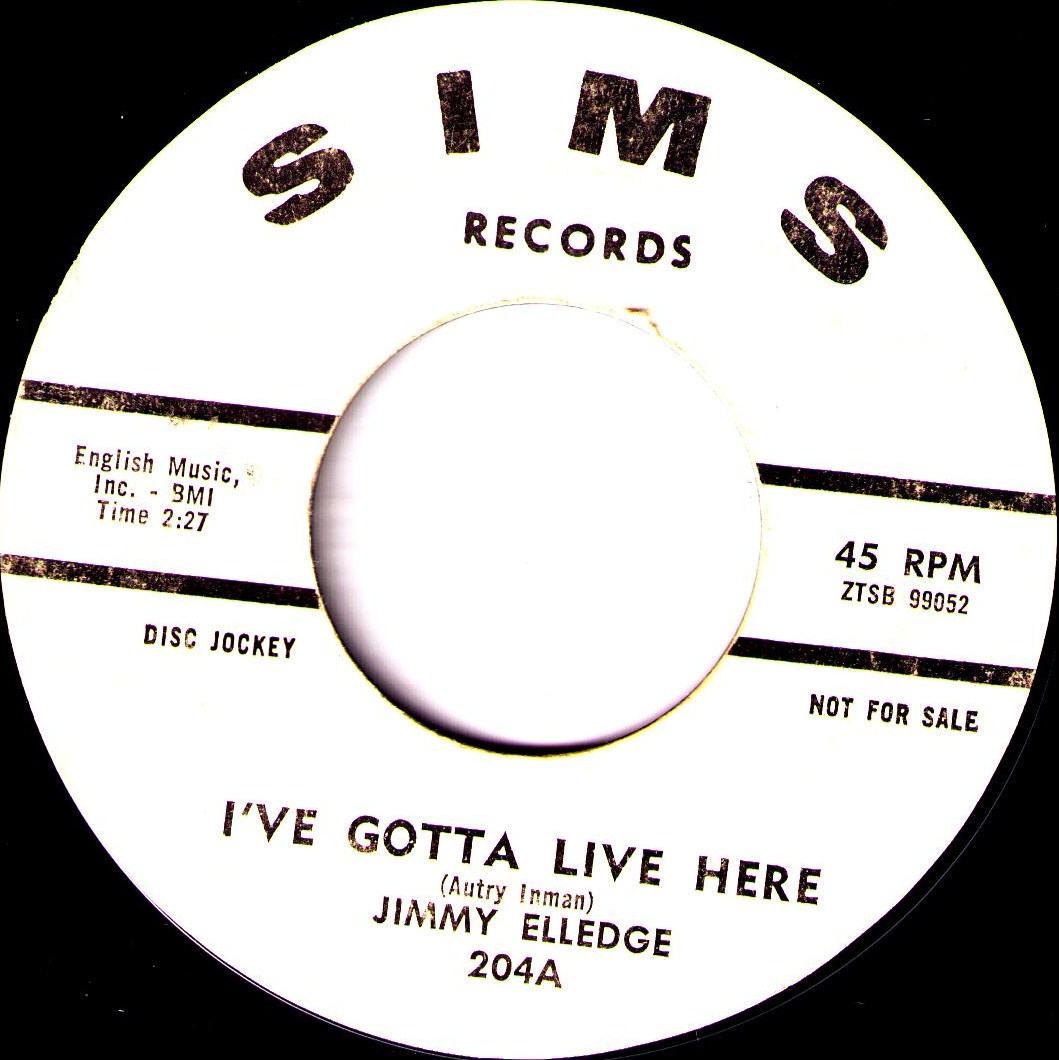 SIMS
RECORDS
English Music,
Inc. - BMI
Time 2:27
45 RPM
ZTSB 99052
DISC JOCKEY
NOT FOR SALE
I'VE GOTTA LIVE HERE
(Autry Inman)
JIMMY ELLEDGE
204A